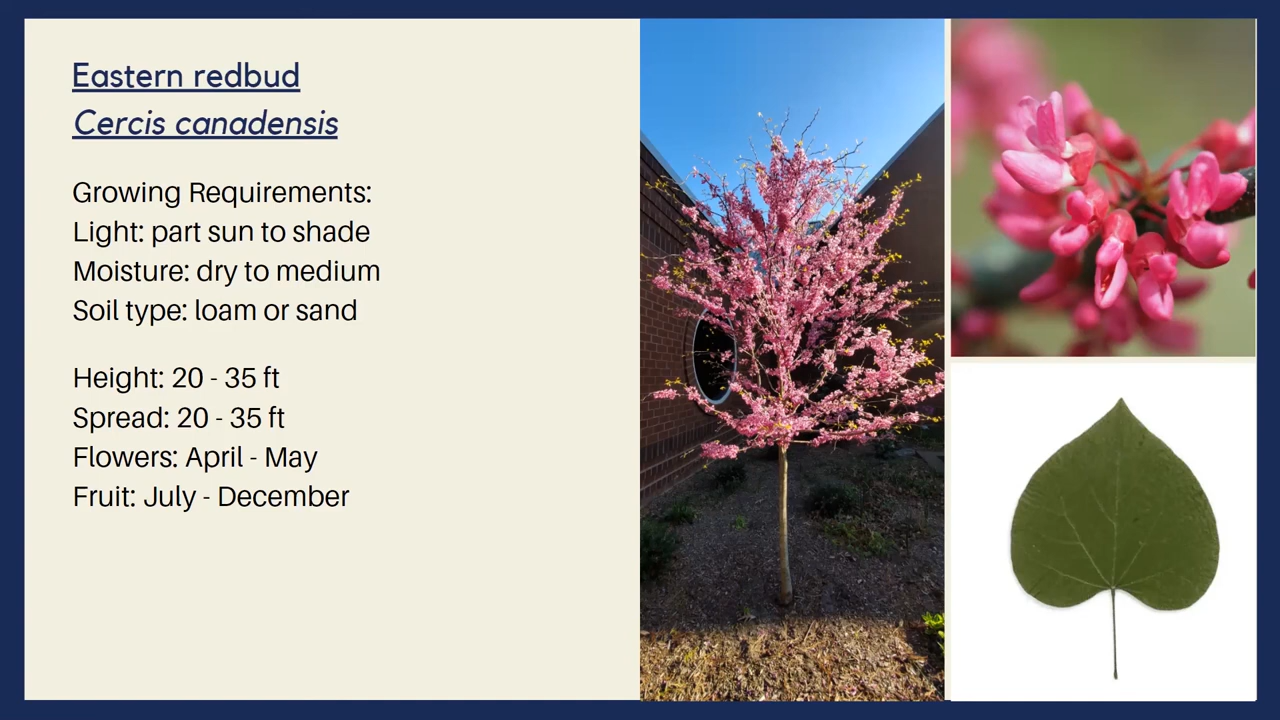 Eastern redbud
Cercis canadensis
Growing Requirements:
Light: part sun to shade
Moisture: dry to medium
Soil type: loam or sand
Height: 20 - 35 ft
Spread: 20 - 35 ft
Flowers: April - May
Fruit: July - December